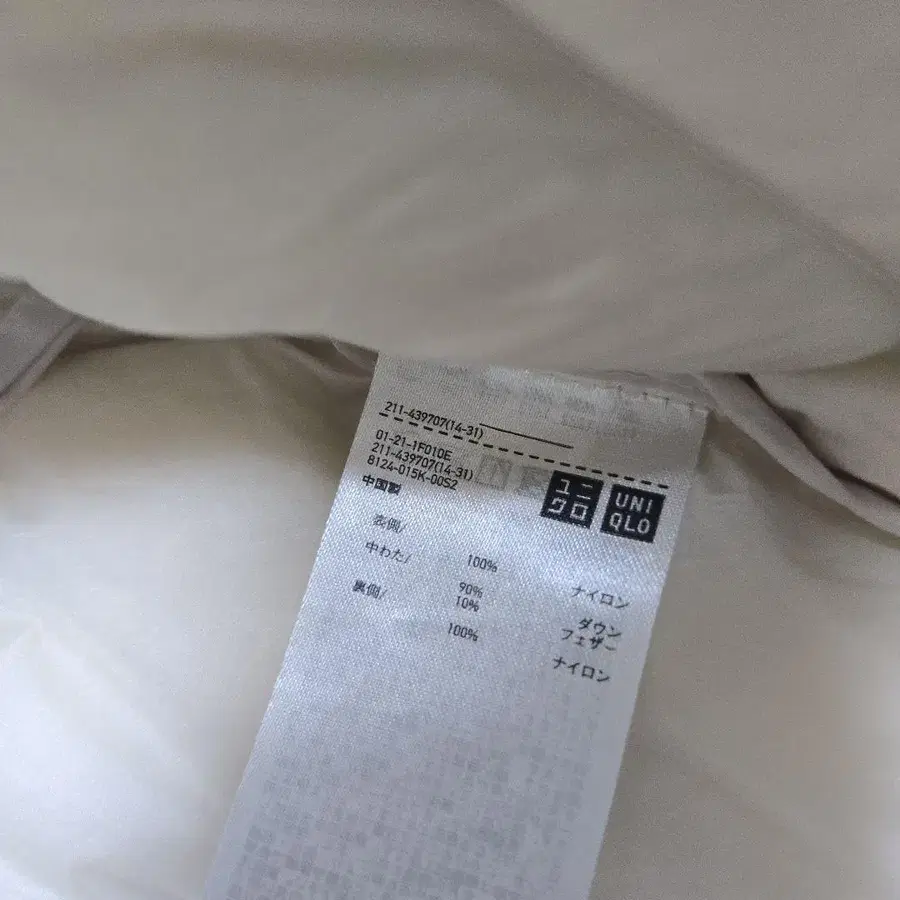 211-439707(14-31)
01-21-1F010E
211-439707(14-31)
8124-015K-00S2
中国製
ユニクロ
UNIQLO
表側/ 100% ナイロン
中わた/ 90% ダウン
10% フェザー
裏側/ 100% ナイロン